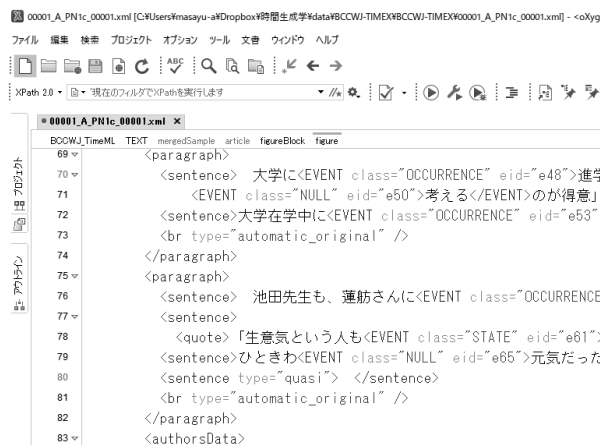 00001_A_PN1c_00001.xml [C:¥Users¥masayu-a¥Dropbox¥時間生成学¥data¥BCCWJ-TIMEX¥BCCWJ-TIMEX¥00001_A_PN1c_00001.xml] - <oXyg
ファイル 編集 検索 プロジェクト オプション ツール 文書 ウィンドウ ヘルプ
ABC
XPath 2.0 現在のフィルタでXPathを実行します
00001_A_PN1c_00001.xml ×
BCCWJ_TimeML TEXT mergedSample article figureBlock figure
プロジェクト
アウトライン
69 <paragraph>
70 <sentence> 大学に<EVENT class="OCCURRENCE" eid="e48">進学
71 <EVENT class="NULL" eid="e50">考える</EVENT>のが得意」
72 <sentence>大学在学中に<EVENT class="OCCURRENCE" eid="e53"
73 <br type="automatic_original" />
74 </paragraph>
75 <paragraph>
76 <sentence> 池田先生も、蓮舫さんに<EVENT class="OCCURRENCE
77 <sentence>
78 <quote>「生意気という人も<EVENT class="STATE" eid="e61">
79 <sentence>ひときわ<EVENT class="NULL" eid="e65">元気だった
80 <sentence type="quasi"> </sentence>
81 <br type="automatic_original" />
82 </paragraph>
83 <authorsData>